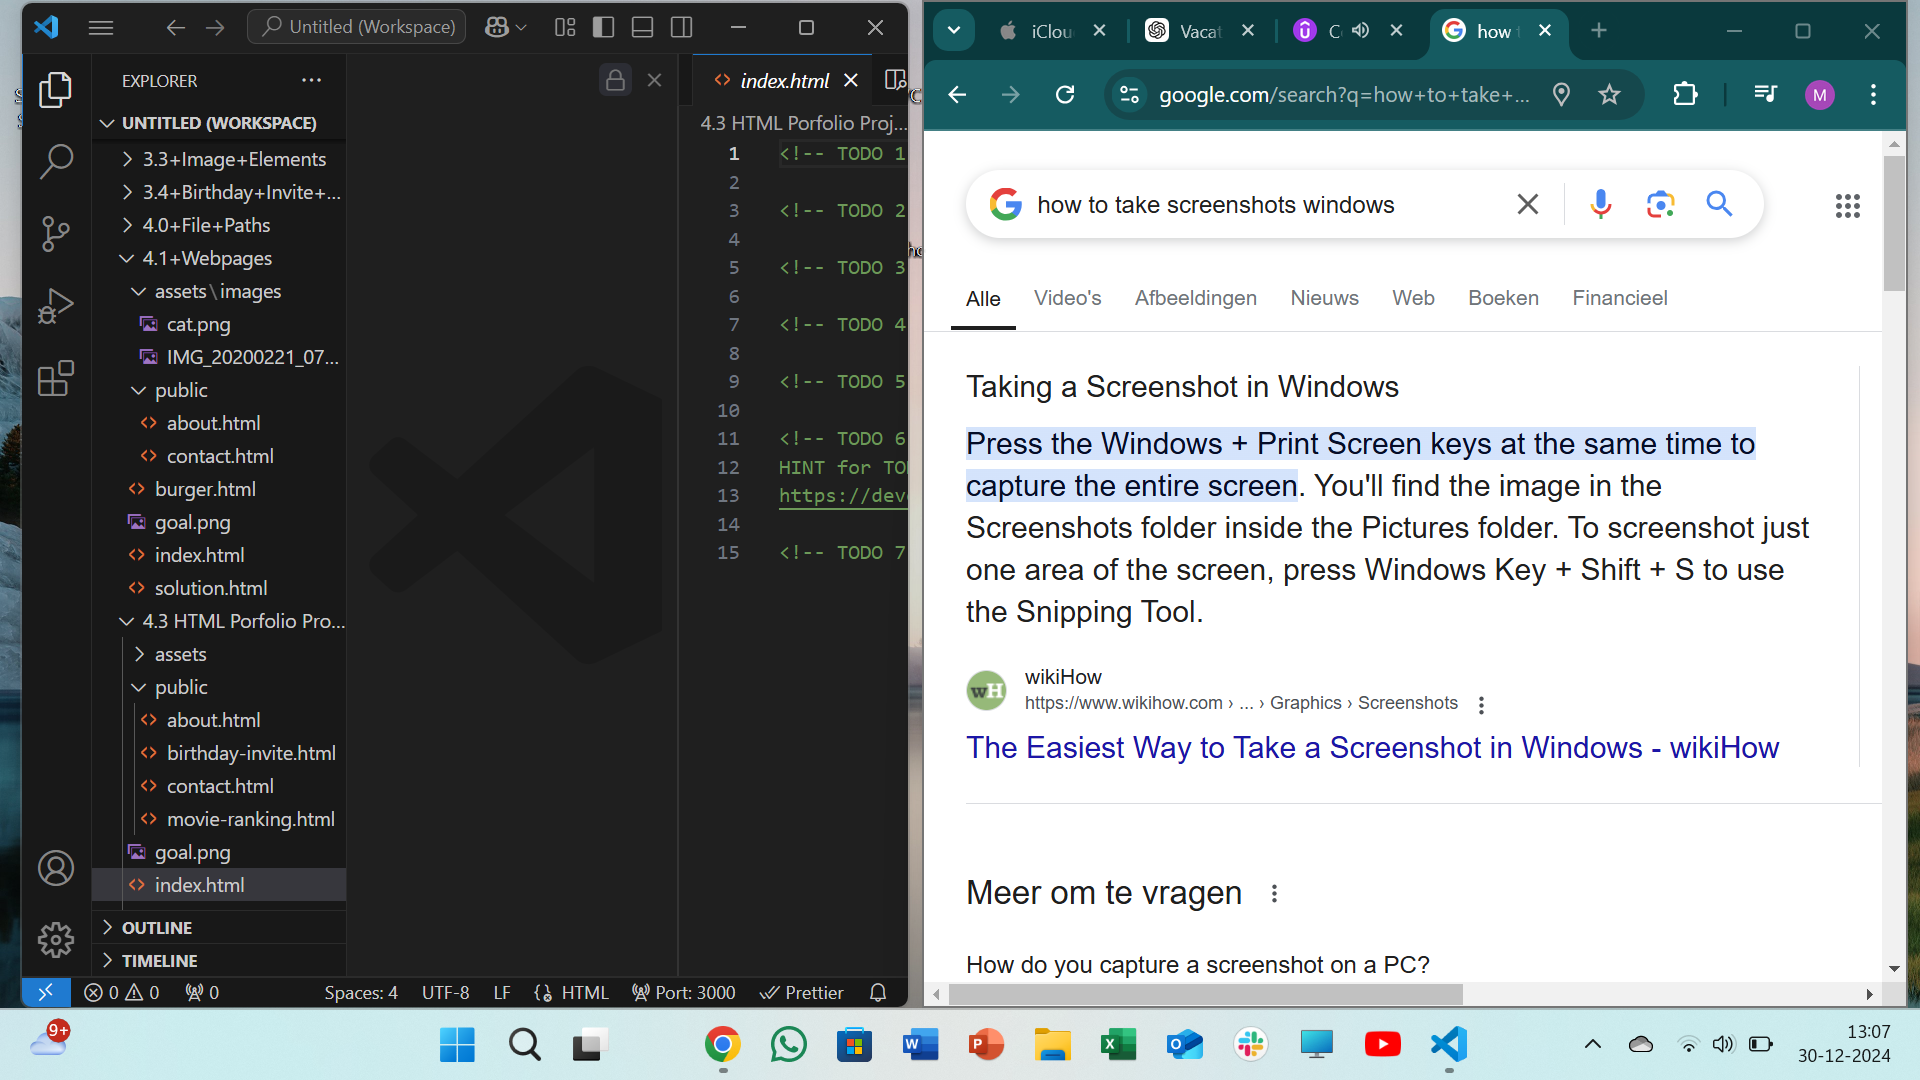 Untitled (Workspace)
EXPLORER
UNTITLED (WORKSPACE)
3.3+Image+Elements
3.4+Birthday+Invite+...
4.0+File+Paths
4.1+Webpages
assets\images
cat.png
IMG_20200221_07...
public
about.html
contact.html
burger.html
goal.png
index.html
solution.html
4.3 HTML Porfolio Pro...
assets
public
about.html
birthday-invite.html
contact.html
movie-ranking.html
goal.png
index.html
OUTLINE
TIMELINE
index.html
4.3 HTML Porfolio Proj...
1 <!-- TODO 1
2
3 <!-- TODO 2
4
5 <!-- TODO 3
6
7 <!-- TODO 4
8
9 <!-- TODO 5
10
11 <!-- TODO 6
12 HINT for TO
13 https://deve
14
15 <!-- TODO 7
0 0 0 Spaces: 4 UTF-8 LF HTML Port: 3000 Prettier
iClou Vacat how
google.com/search?q=how+to+take+...
M
how to take screenshots windows
Alle Video's Afbeeldingen Nieuws Web Boeken Financieel
Taking a Screenshot in Windows
Press the Windows + Print Screen keys at the same time to
capture the entire screen. You'll find the image in the
Screenshots folder inside the Pictures folder. To screenshot just
one area of the screen, press Windows Key + Shift + S to use
the Snipping Tool.
wH
wikiHow
https://www.wikihow.com › ... › Graphics › Screenshots
The Easiest Way to Take a Screenshot in Windows - wikiHow
Meer om te vragen
How do you capture a screenshot on a PC?
9+
13:07
30-12-2024